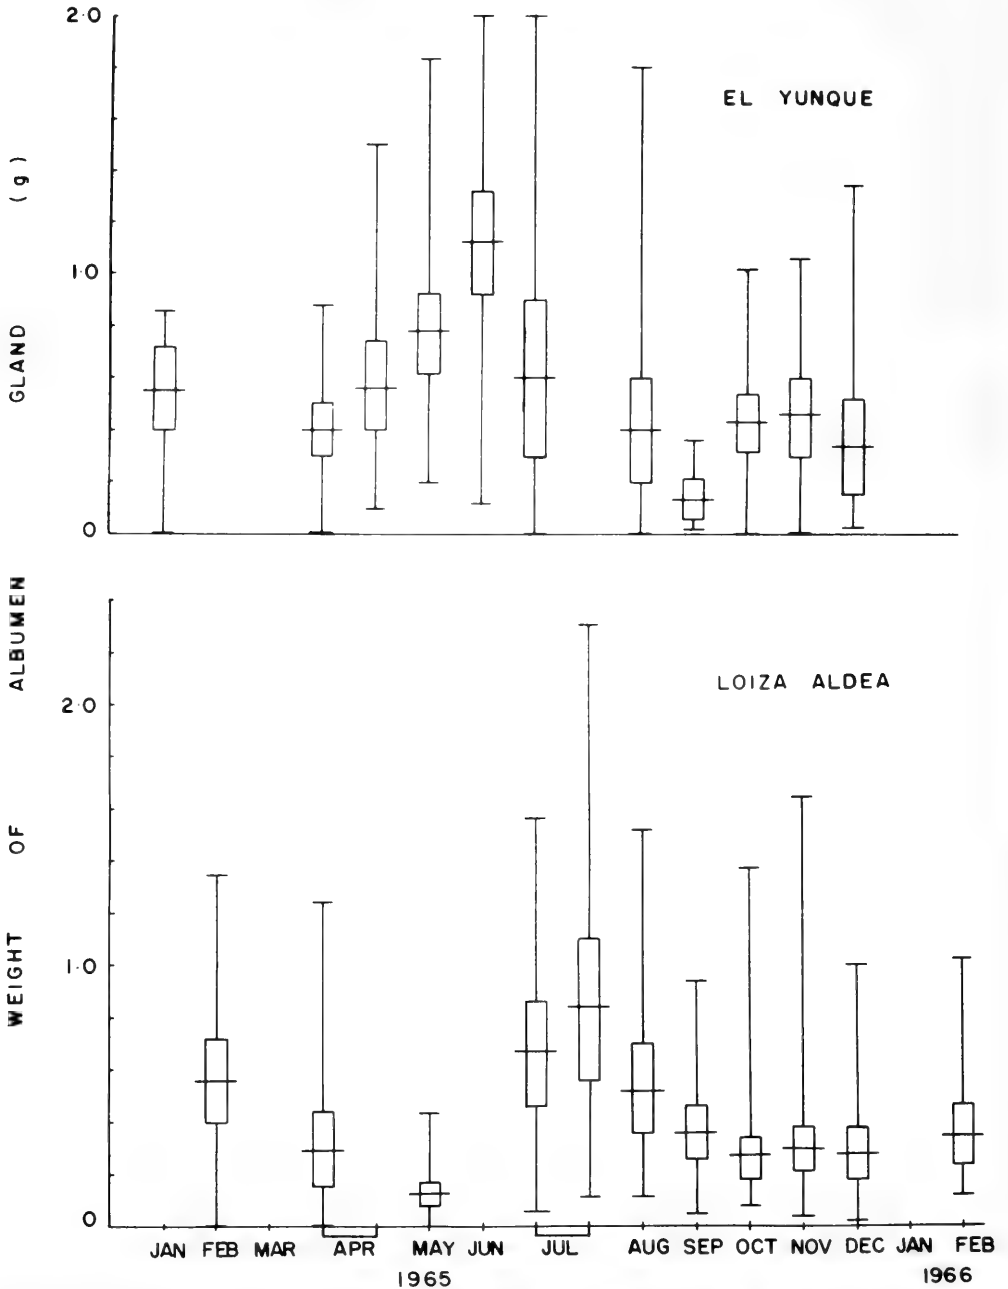 2·0
EL YUNQUE
1·0
0
LOIZA ALDEA
2·0
1·0
0
WEIGHT OF ALBUMEN GLAND (g)
JAN FEB MAR APR MAY JUN JUL AUG SEP OCT NOV DEC JAN FEB
1965 1966